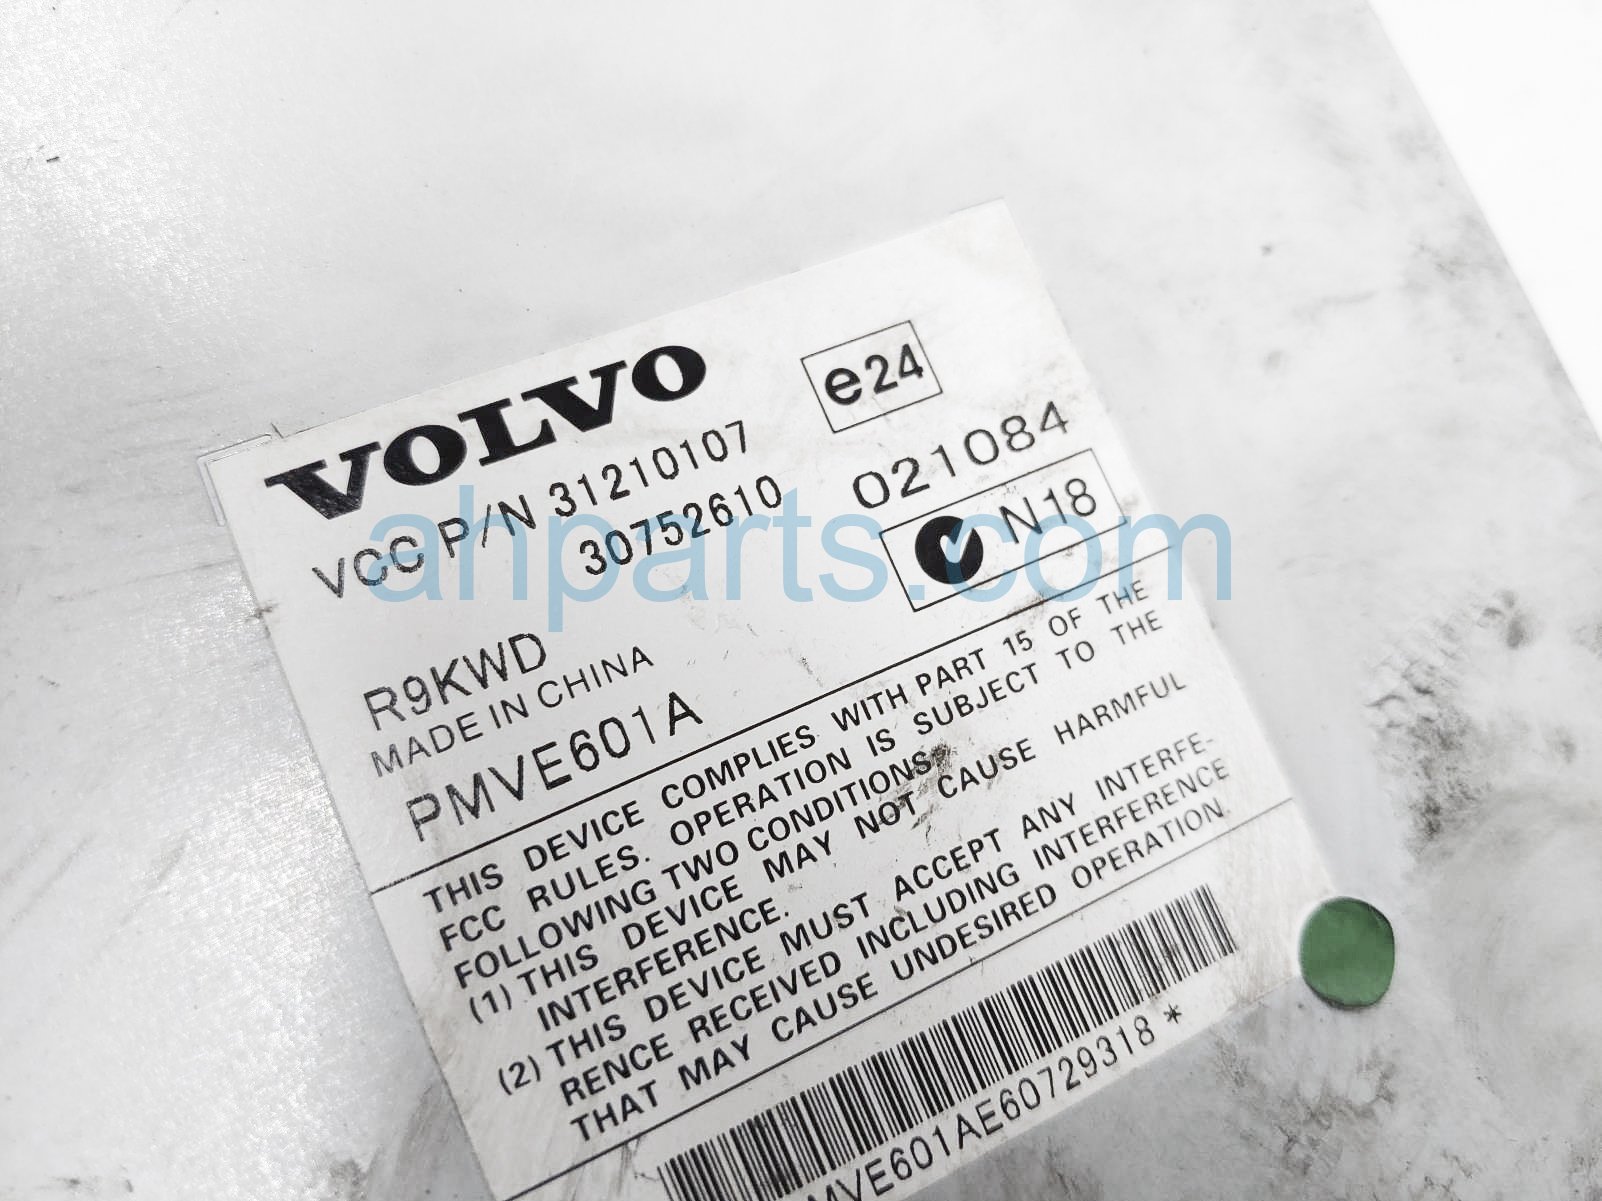 VOLVO
e24
VCC P/N 31210107
30752610
021084
N18
R9KWD
MADE IN CHINA
PMVE601A
THIS DEVICE COMPLIES WITH PART 15 OF THE
FCC RULES. OPERATION IS SUBJECT TO THE
FOLLOWING TWO CONDITIONS:
(1) THIS DEVICE MAY NOT CAUSE HARMFUL
INTERFERENCE.
(2) THIS DEVICE MUST ACCEPT ANY INTERFE-
RENCE RECEIVED INCLUDING INTERFERENCE
THAT MAY CAUSE UNDESIRED OPERATION.
MVE601AE60729318*
ahparts.com